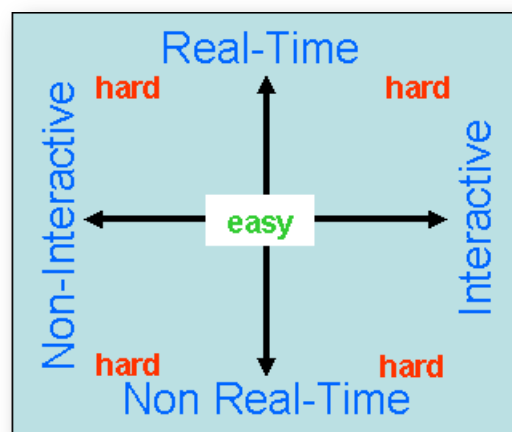 Real-Time
hard
hard
Non-Interactive
easy
Interactive
hard
hard
Non Real-Time